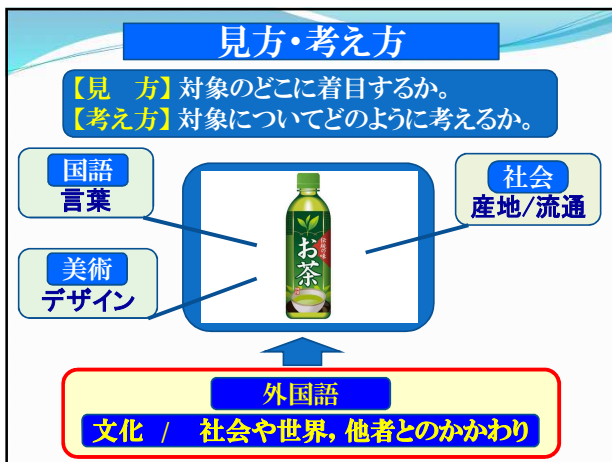 見方・考え方
【見　方】対象のどこに着目するか。
【考え方】対象についてどのように考えるか。
国語
言葉
社会
産地/流通
美術
デザイン
お茶
外国語
文化　/　社会や世界，他者とのかかわり